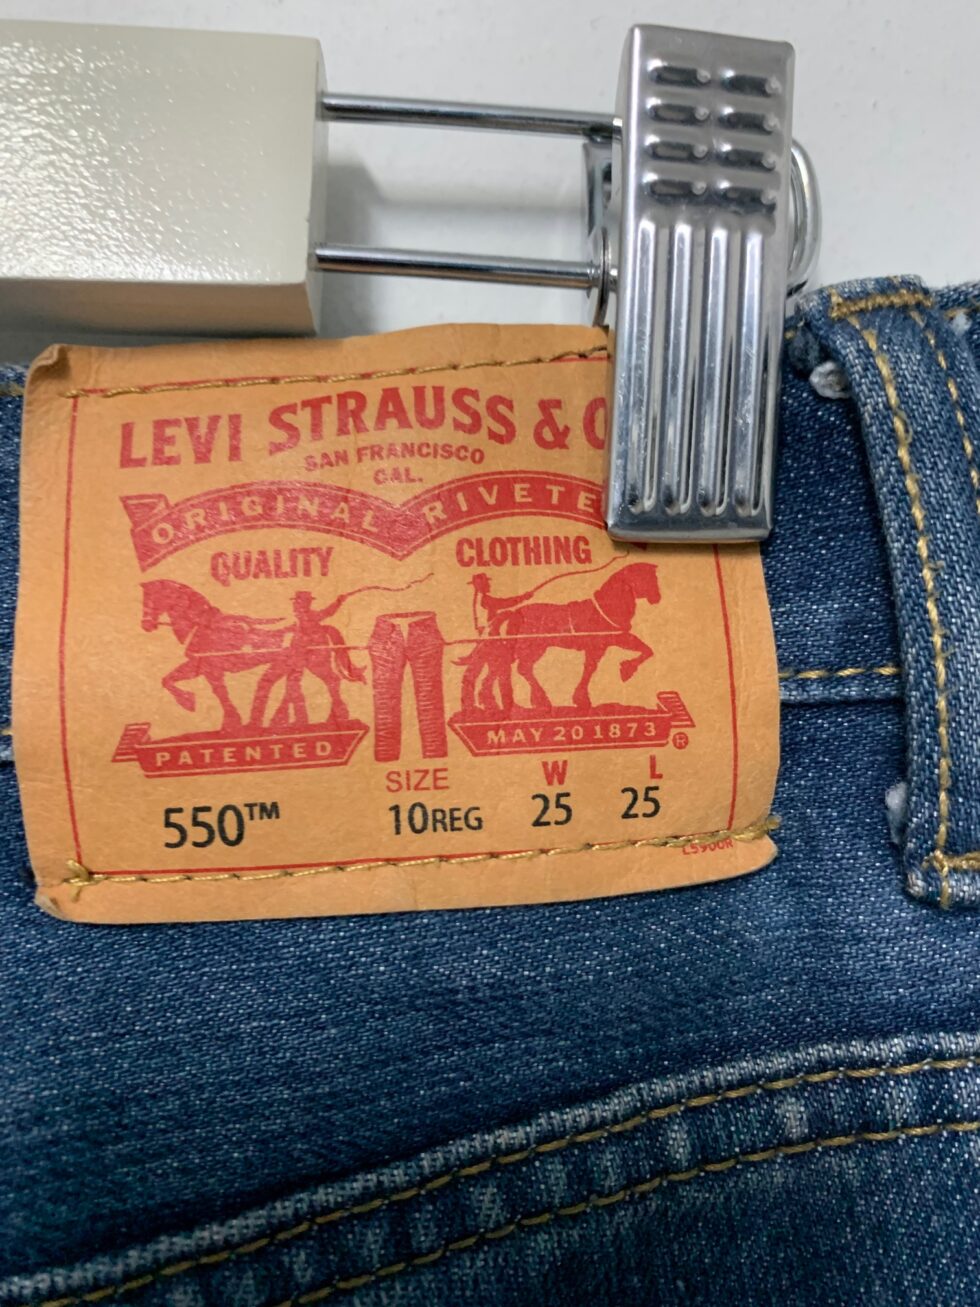 LEVI STRAUSS & C
SAN FRANCISCO
CAL.
ORIGINAL RIVETE
QUALITY CLOTHING
PATENTED MAY 20 1873 ®
SIZE W L
550™ 10REG 25 25